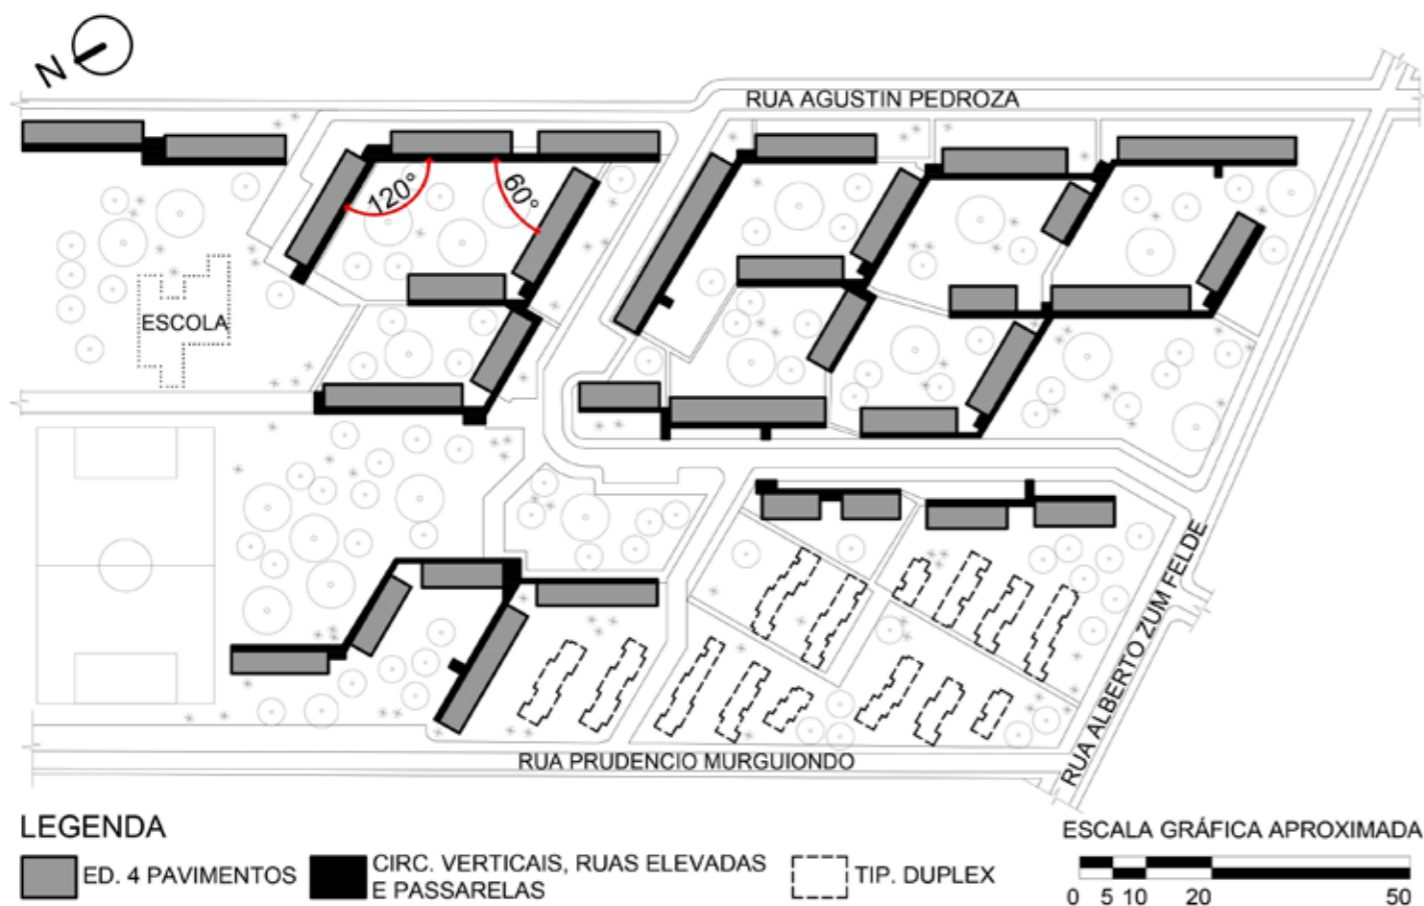 N
RUA AGUSTIN PEDROZA
120°
60°
ESCOLA
RUA ALBERTO ZUM FELDE
RUA PRUDENCIO MURGUIONDO
LEGENDA
ED. 4 PAVIMENTOS
CIRC. VERTICAIS, RUAS ELEVADAS
E PASSARELAS
TIP. DUPLEX
ESCALA GRÁFICA APROXIMADA
0 5 10 20 50